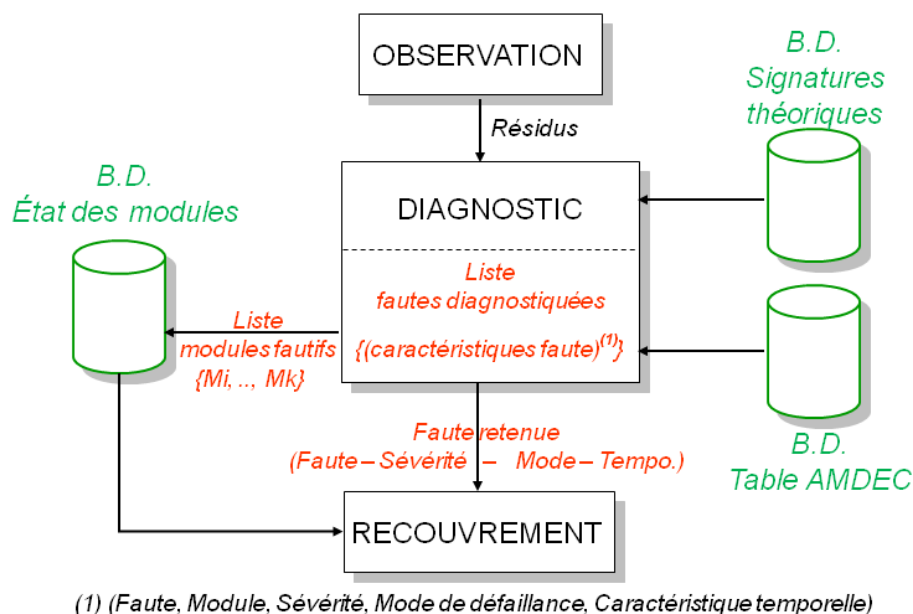 OBSERVATION
B.D.
Signatures
théoriques
Résidus
B.D.
État des modules
DIAGNOSTIC
Liste
fautes diagnostiquées
{(caractéristiques faute)(1)}
Liste
modules fautifs
{Mi, .., Mk}
Faute retenue
(Faute – Sévérité – Mode – Tempo.)
B.D.
Table AMDEC
RECOUVREMENT
(1) (Faute, Module, Sévérité, Mode de défaillance, Caractéristique temporelle)